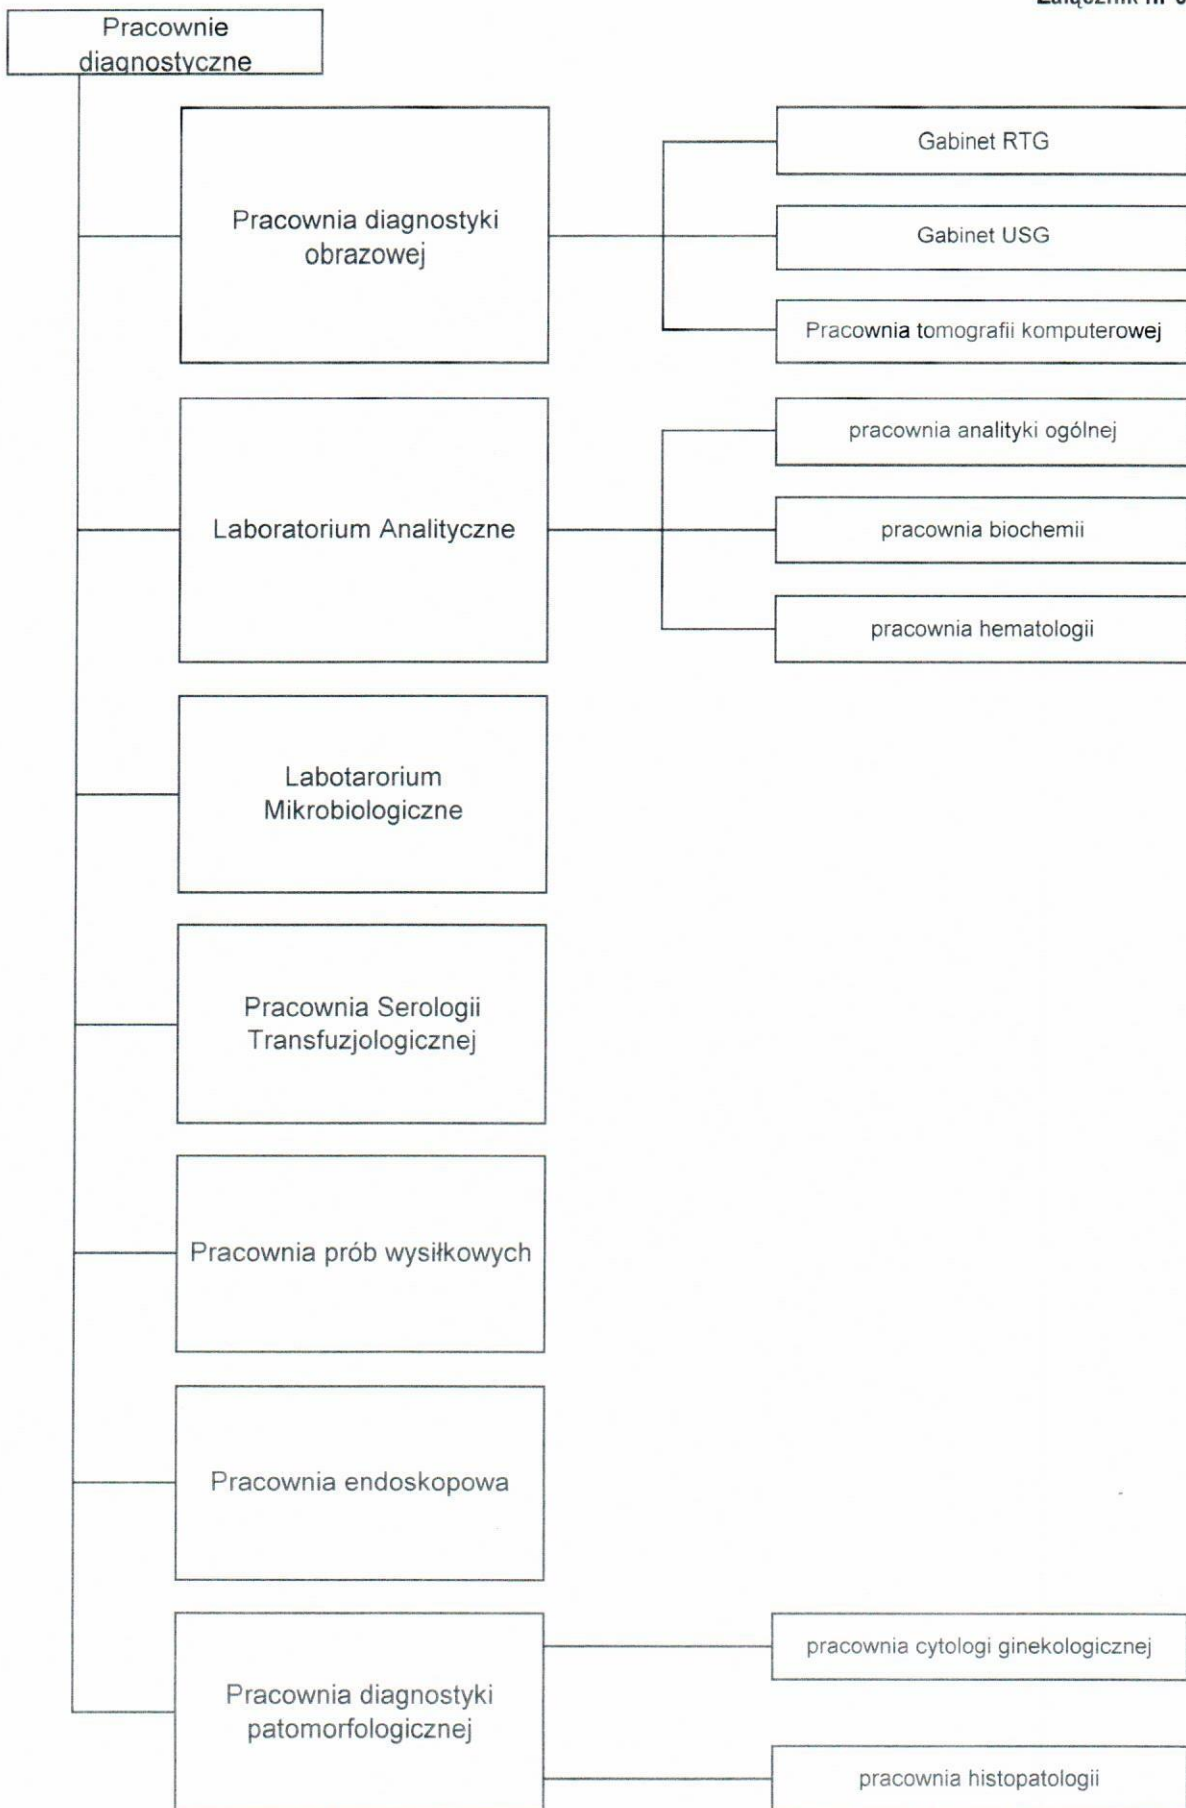 Załącznik nr
Pracownie
diagnostyczne
Pracownia diagnostyki
obrazowej
Gabinet RTG
Gabinet USG
Pracownia tomografii komputerowej
Laboratorium Analityczne
pracownia analityki ogólnej
pracownia biochemii
pracownia hematologii
Labotarorium
Mikrobiologiczne
Pracownia Serologii
Transfuzjologicznej
Pracownia prób wysiłkowych
Pracownia endoskopowa
Pracownia diagnostyki
patomorfologicznej
pracownia cytologi ginekologicznej
pracownia histopatologii